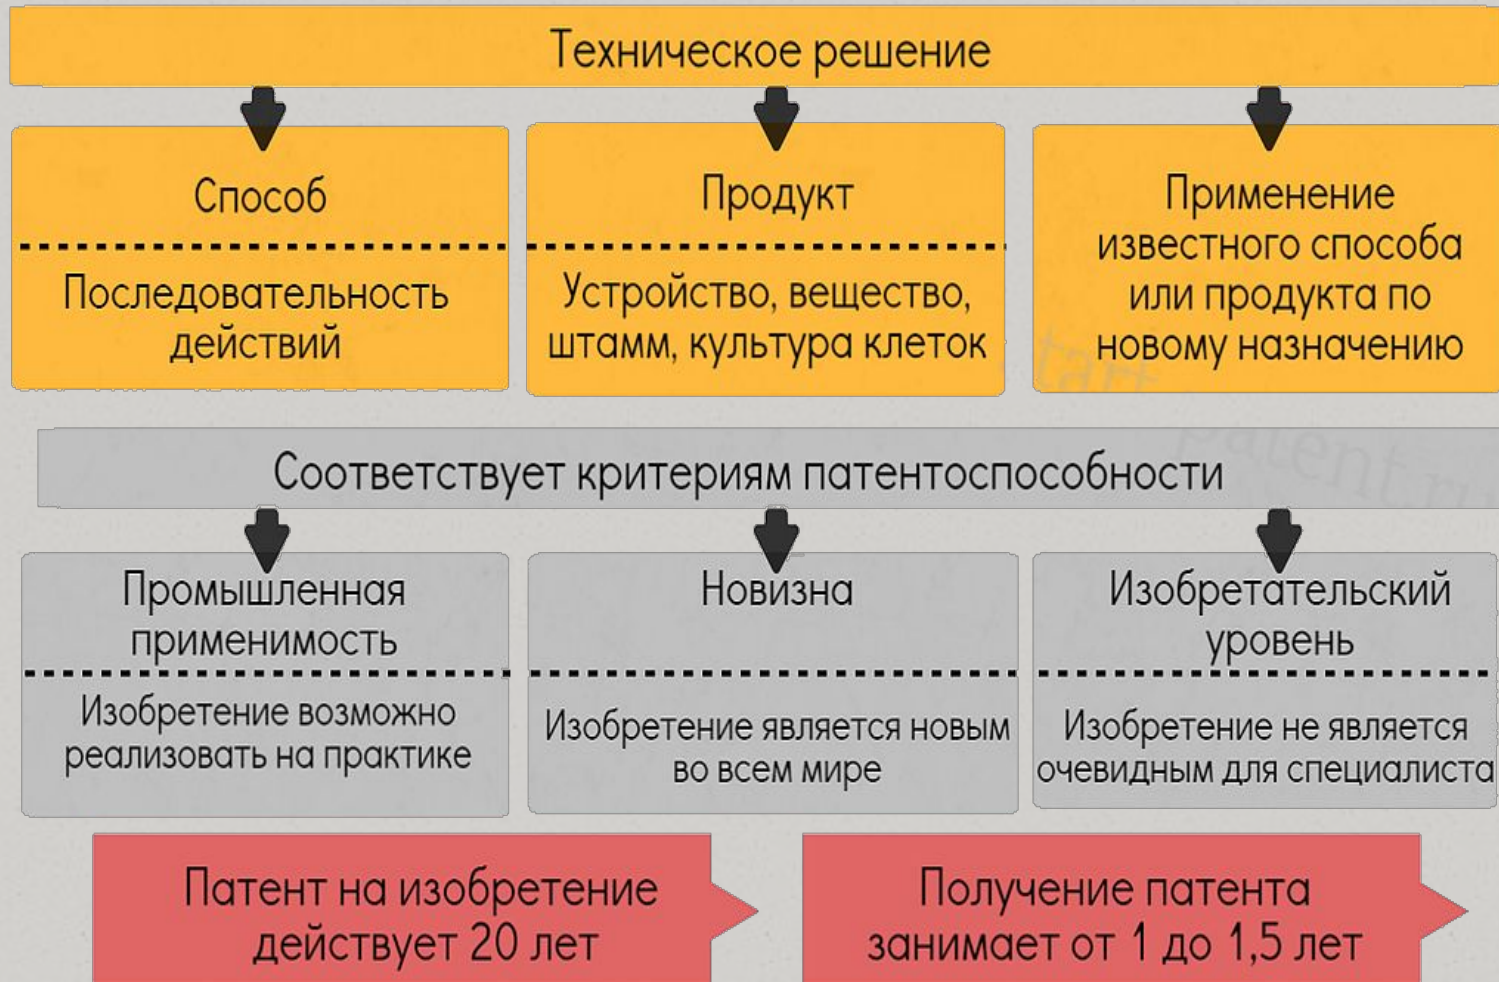 Техническое решение
Способ
Последовательность
действий
Продукт
Устройство, вещество,
штамм, культура клеток
Применение
известного способа
или продукта по
новому назначению
Соответствует критериям патентоспособности
Промышленная
применимость
Изобретение возможно
реализовать на практике
Новизна
Изобретение является новым
во всем мире
Изобретательский
уровень
Изобретение не является
очевидным для специалиста
Патент на изобретение
действует 20 лет
Получение патента
занимает от 1 до 1,5 лет
start
patent.ru